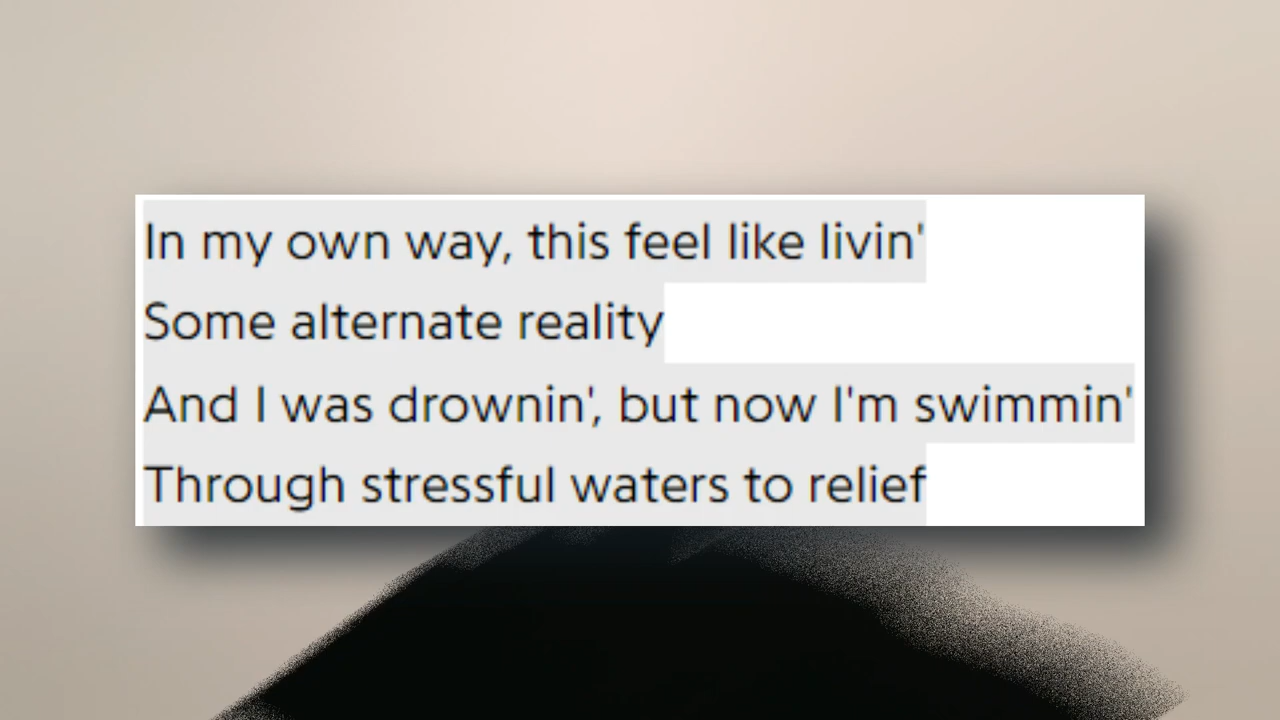 In my own way, this feel like livin'
Some alternate reality
And I was drownin', but now I'm swimmin'
Through stressful waters to relief